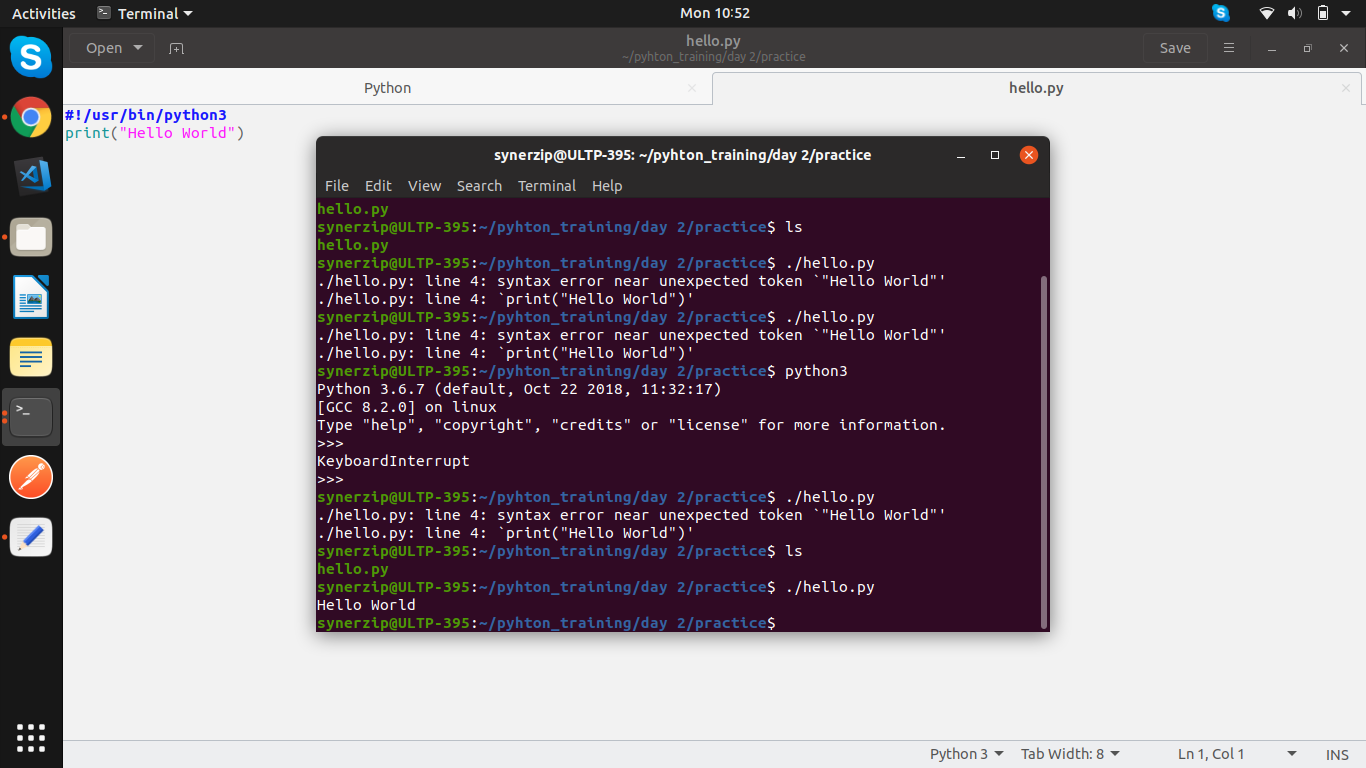 Activities
Terminal
Mon 10:52
Open
hello.py
~/pyhton_training/day 2/practice
Save
Python
hello.py
#!/usr/bin/python3
print("Hello World")
synerzip@ULTP-395: ~/pyhton_training/day 2/practice
File Edit View Search Terminal Help
hello.py
synerzip@ULTP-395:~/pyhton_training/day 2/practice$ ls
hello.py
synerzip@ULTP-395:~/pyhton_training/day 2/practice$ ./hello.py
./hello.py: line 4: syntax error near unexpected token `"Hello World"'
./hello.py: line 4: `print("Hello World")'
synerzip@ULTP-395:~/pyhton_training/day 2/practice$ ./hello.py
./hello.py: line 4: syntax error near unexpected token `"Hello World"'
./hello.py: line 4: `print("Hello World")'
synerzip@ULTP-395:~/pyhton_training/day 2/practice$ python3
Python 3.6.7 (default, Oct 22 2018, 11:32:17)
[GCC 8.2.0] on linux
Type "help", "copyright", "credits" or "license" for more information.
>>>
KeyboardInterrupt
>>>
synerzip@ULTP-395:~/pyhton_training/day 2/practice$ ./hello.py
./hello.py: line 4: syntax error near unexpected token `"Hello World"'
./hello.py: line 4: `print("Hello World")'
synerzip@ULTP-395:~/pyhton_training/day 2/practice$ ls
hello.py
synerzip@ULTP-395:~/pyhton_training/day 2/practice$ ./hello.py
Hello World
synerzip@ULTP-395:~/pyhton_training/day 2/practice$
Python 3
Tab Width: 8
Ln 1, Col 1
INS